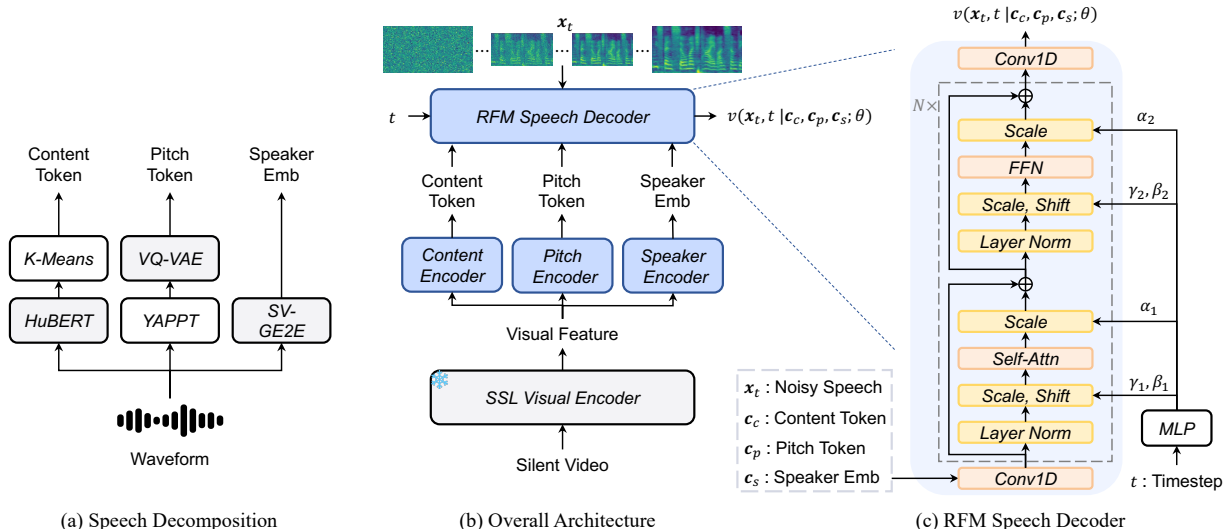 Content
Token
Pitch
Token
Speaker
Emb
K-Means
VQ-VAE
HuBERT
YAPPT
SV-
GE2E
Waveform
(a) Speech Decomposition
x_t
...
...
...
t
RFM Speech Decoder
v(x_t, t |c_c, c_p, c_s; θ)
Content
Token
Pitch
Token
Speaker
Emb
Content
Encoder
Pitch
Encoder
Speaker
Encoder
Visual Feature
SSL Visual Encoder
Silent Video
(b) Overall Architecture
v(x_t, t |c_c, c_p, c_s; θ)
Conv1D
N×
Scale
α_2
FFN
Scale, Shift
γ_2, β_2
Layer Norm
Scale
α_1
Self-Attn
Scale, Shift
γ_1, β_1
Layer Norm
MLP
Conv1D
t : Timestep
x_t : Noisy Speech
c_c : Content Token
c_p : Pitch Token
c_s : Speaker Emb
(c) RFM Speech Decoder